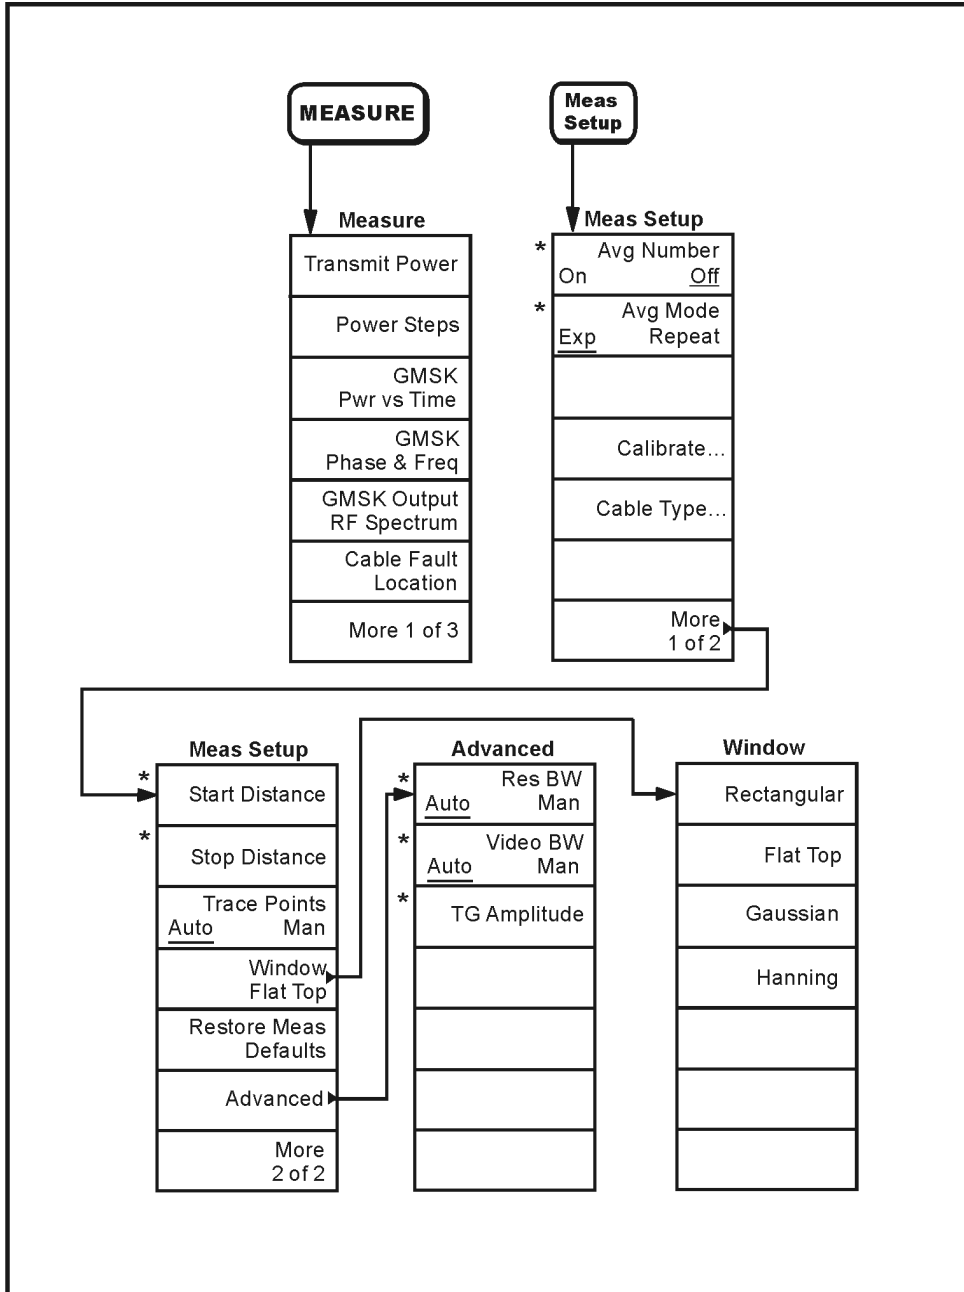 MEASURE
Meas
Setup
Measure
Transmit Power
Power Steps
GMSK
Pwr vs Time
GMSK
Phase & Freq
GMSK Output
RF Spectrum
Cable Fault
Location
More 1 of 3
Meas Setup
* Avg Number
On Off
* Avg Mode
Exp Repeat
Calibrate...
Cable Type...
More
1 of 2
Meas Setup
* Start Distance
* Stop Distance
Trace Points
Auto Man
Window
Flat Top
Restore Meas
Defaults
Advanced
More
2 of 2
Advanced
* Res BW
Auto Man
* Video BW
Auto Man
* TG Amplitude
Window
Rectangular
Flat Top
Gaussian
Hanning